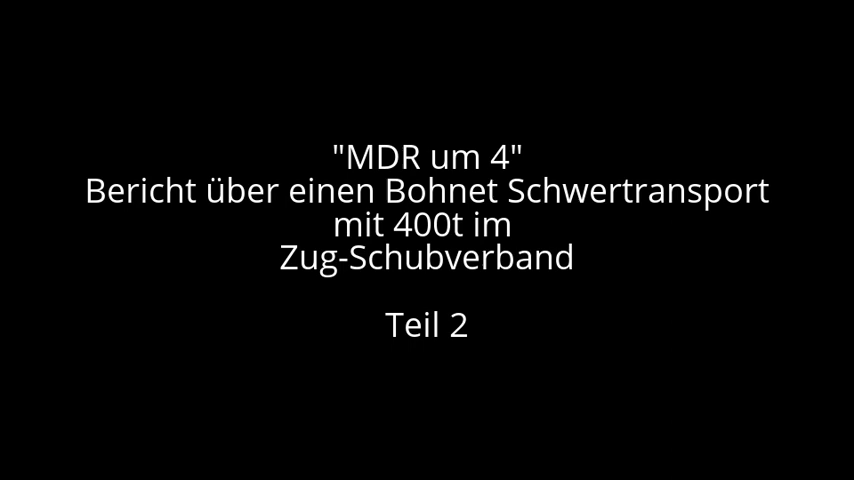 "MDR um 4"
Bericht über einen Bohnet Schwertransport
mit 400t im
Zug-Schubverband
Teil 2